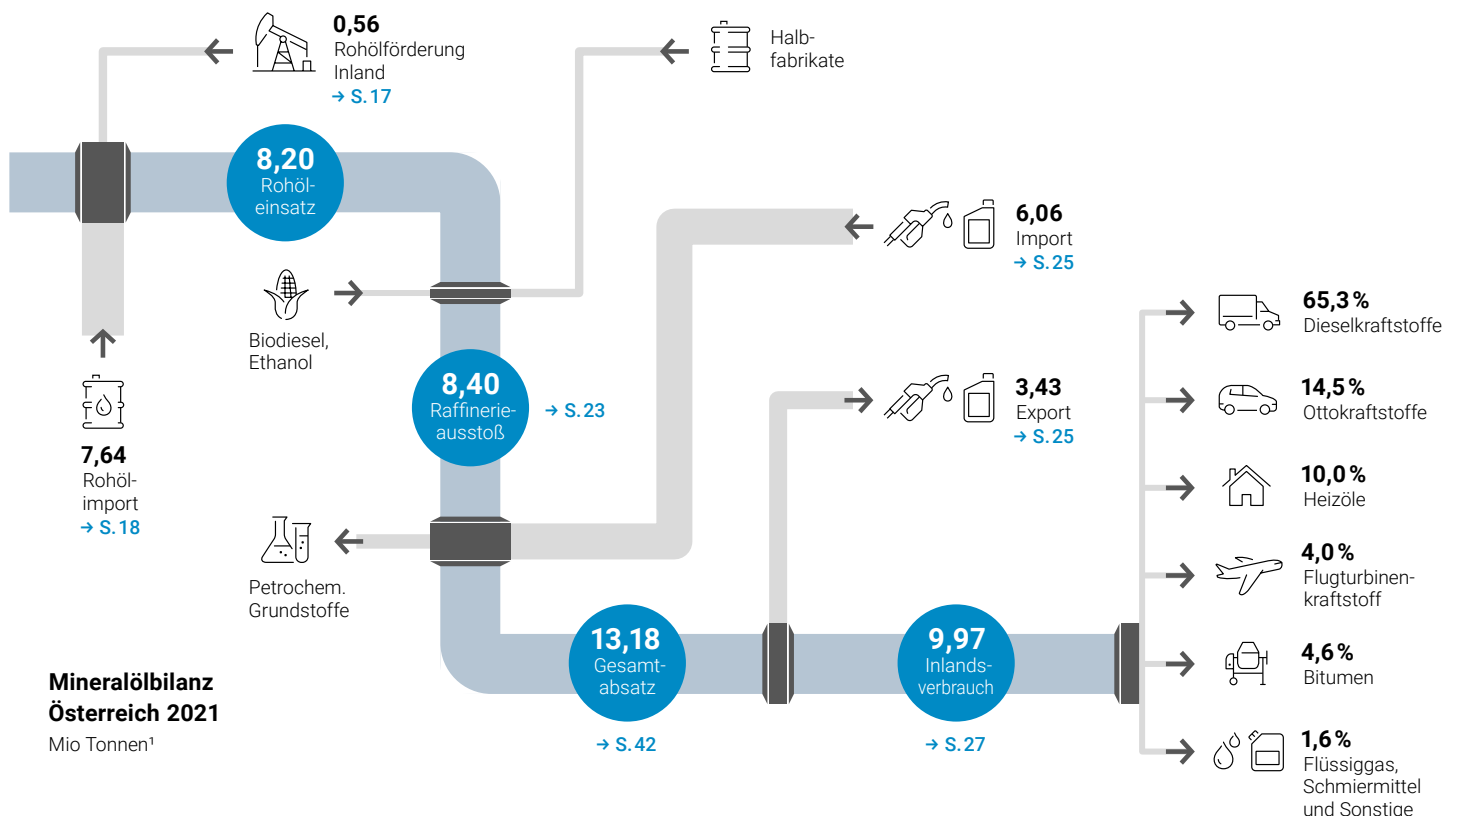 0,56
Rohölförderung
Inland
→ S. 17
Halb-
fabrikate
8,20
Rohöl-
einsatz
6,06
Import
→ S. 25
Biodiesel,
Ethanol
8,40
Raffinerie-
ausstoß
→ S. 23
3,43
Export
→ S. 25
7,64
Rohöl-
import
→ S. 18
Petrochem.
Grundstoffe
13,18
Gesamt-
absatz
→ S. 42
9,97
Inlands-
verbrauch
→ S. 27
65,3 %
Dieselkraftstoffe
14,5 %
Ottokraftstoffe
10,0 %
Heizöle
4,0 %
Flugturbinen-
kraftstoff
4,6 %
Bitumen
1,6 %
Flüssiggas,
Schmiermittel
und Sonstige
Mineralölbilanz
Österreich 2021
Mio Tonnen¹